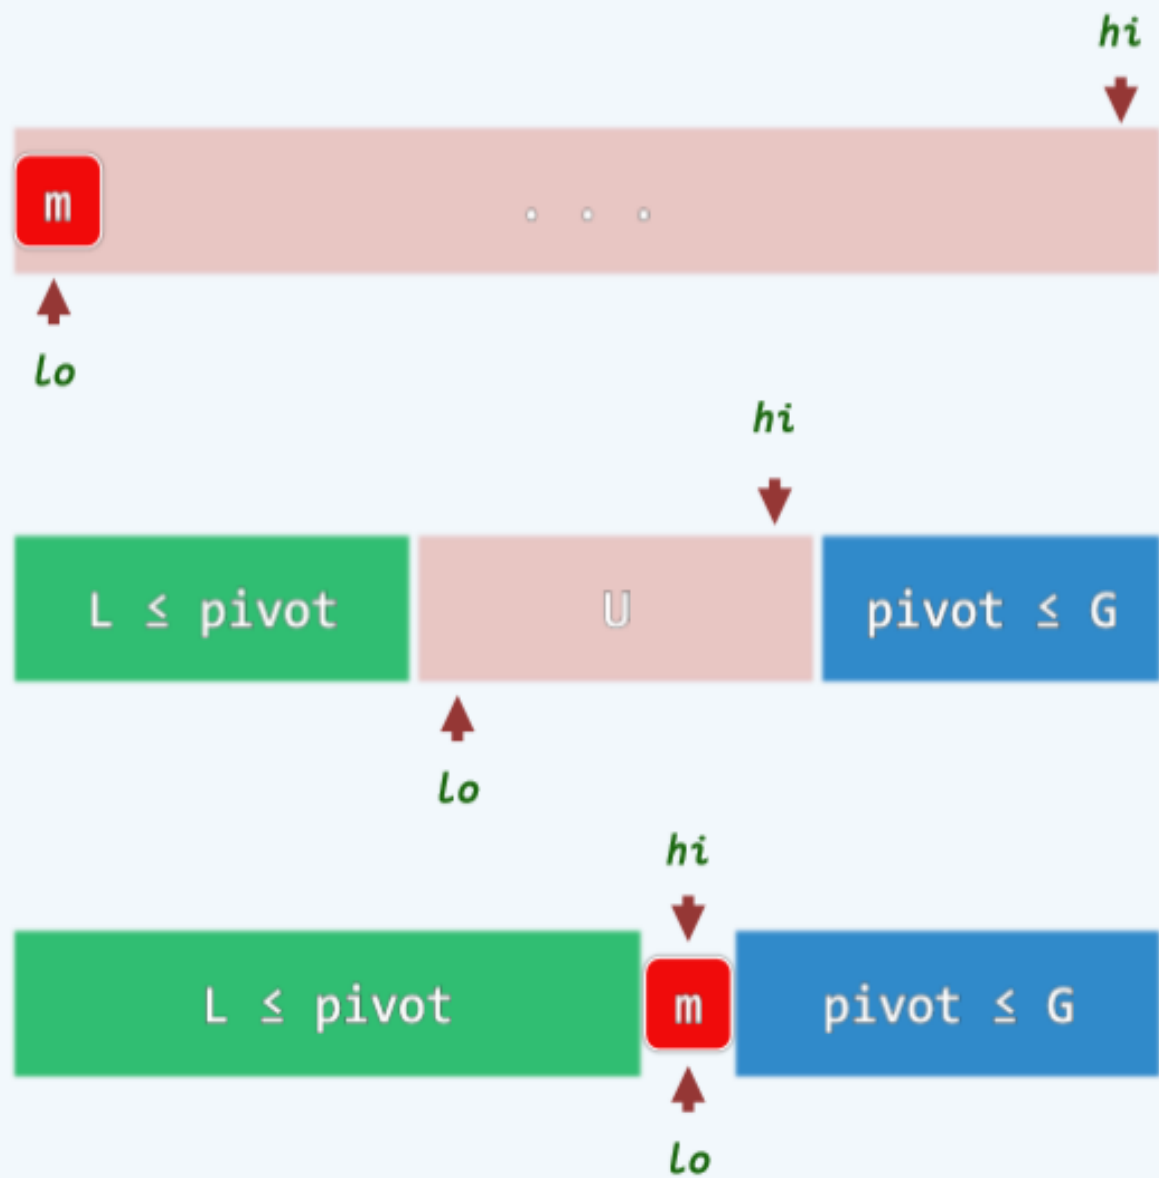 hi
m . . .
lo
hi
L ≤ pivot U pivot ≤ G
lo
hi
L ≤ pivot m pivot ≤ G
lo